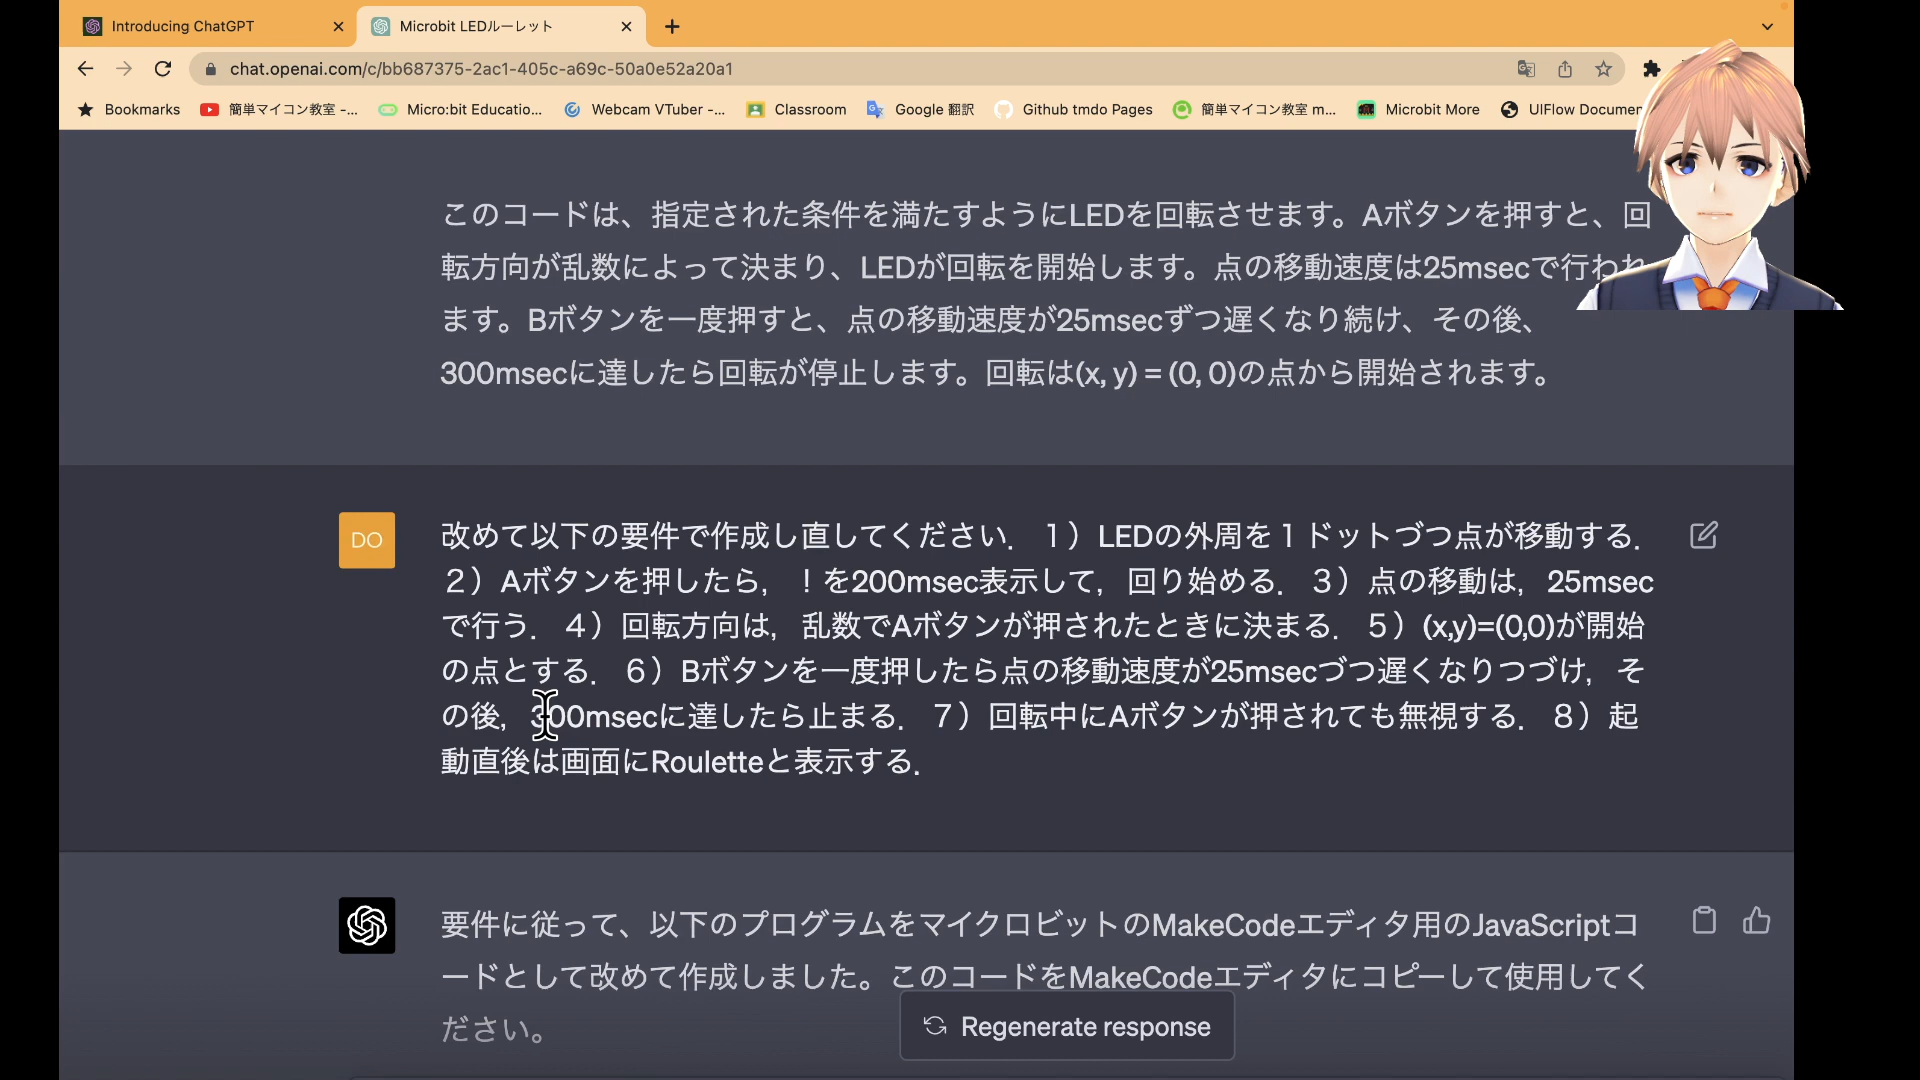 Introducing ChatGPT
Microbit LEDルーレット
chat.openai.com/c/bb687375-2ac1-405c-a69c-50a0e52a20a1
Bookmarks 簡単マイコン教室 -... Micro:bit Educatio... Webcam VTuber -... Classroom Google 翻訳 Github tmdo Pages 簡単マイコン教室 m... Microbit More UIFlow Documen
このコードは、指定された条件を満たすようにLEDを回転させます。Aボタンを押すと、回
転方向が乱数によって決まり、LEDが回転を開始します。点の移動速度は25msecで行われ
ます。Bボタンを一度押すと、点の移動速度が25msecずつ遅くなり続け、その後、
300msecに達したら回転が停止します。回転は(x, y) = (0, 0)の点から開始されます。
DO
改めて以下の要件で作成し直してください．１）LEDの外周を１ドットづつ点が移動する．
２）Aボタンを押したら，！を200msec表示して，回り始める．３）点の移動は，25msec
で行う．４）回転方向は，乱数でAボタンが押されたときに決まる．５）(x,y)=(0,0)が開始
の点とする．６）Bボタンを一度押したら点の移動速度が25msecづつ遅くなりつづけ，そ
の後，300msecに達したら止まる．７）回転中にAボタンが押されても無視する．８）起
動直後は画面にRouletteと表示する．
要件に従って、以下のプログラムをマイクロビットのMakeCodeエディタ用のJavaScriptコ
ードとして改めて作成しました。このコードをMakeCodeエディタにコピーして使用してく
ださい。
Regenerate response